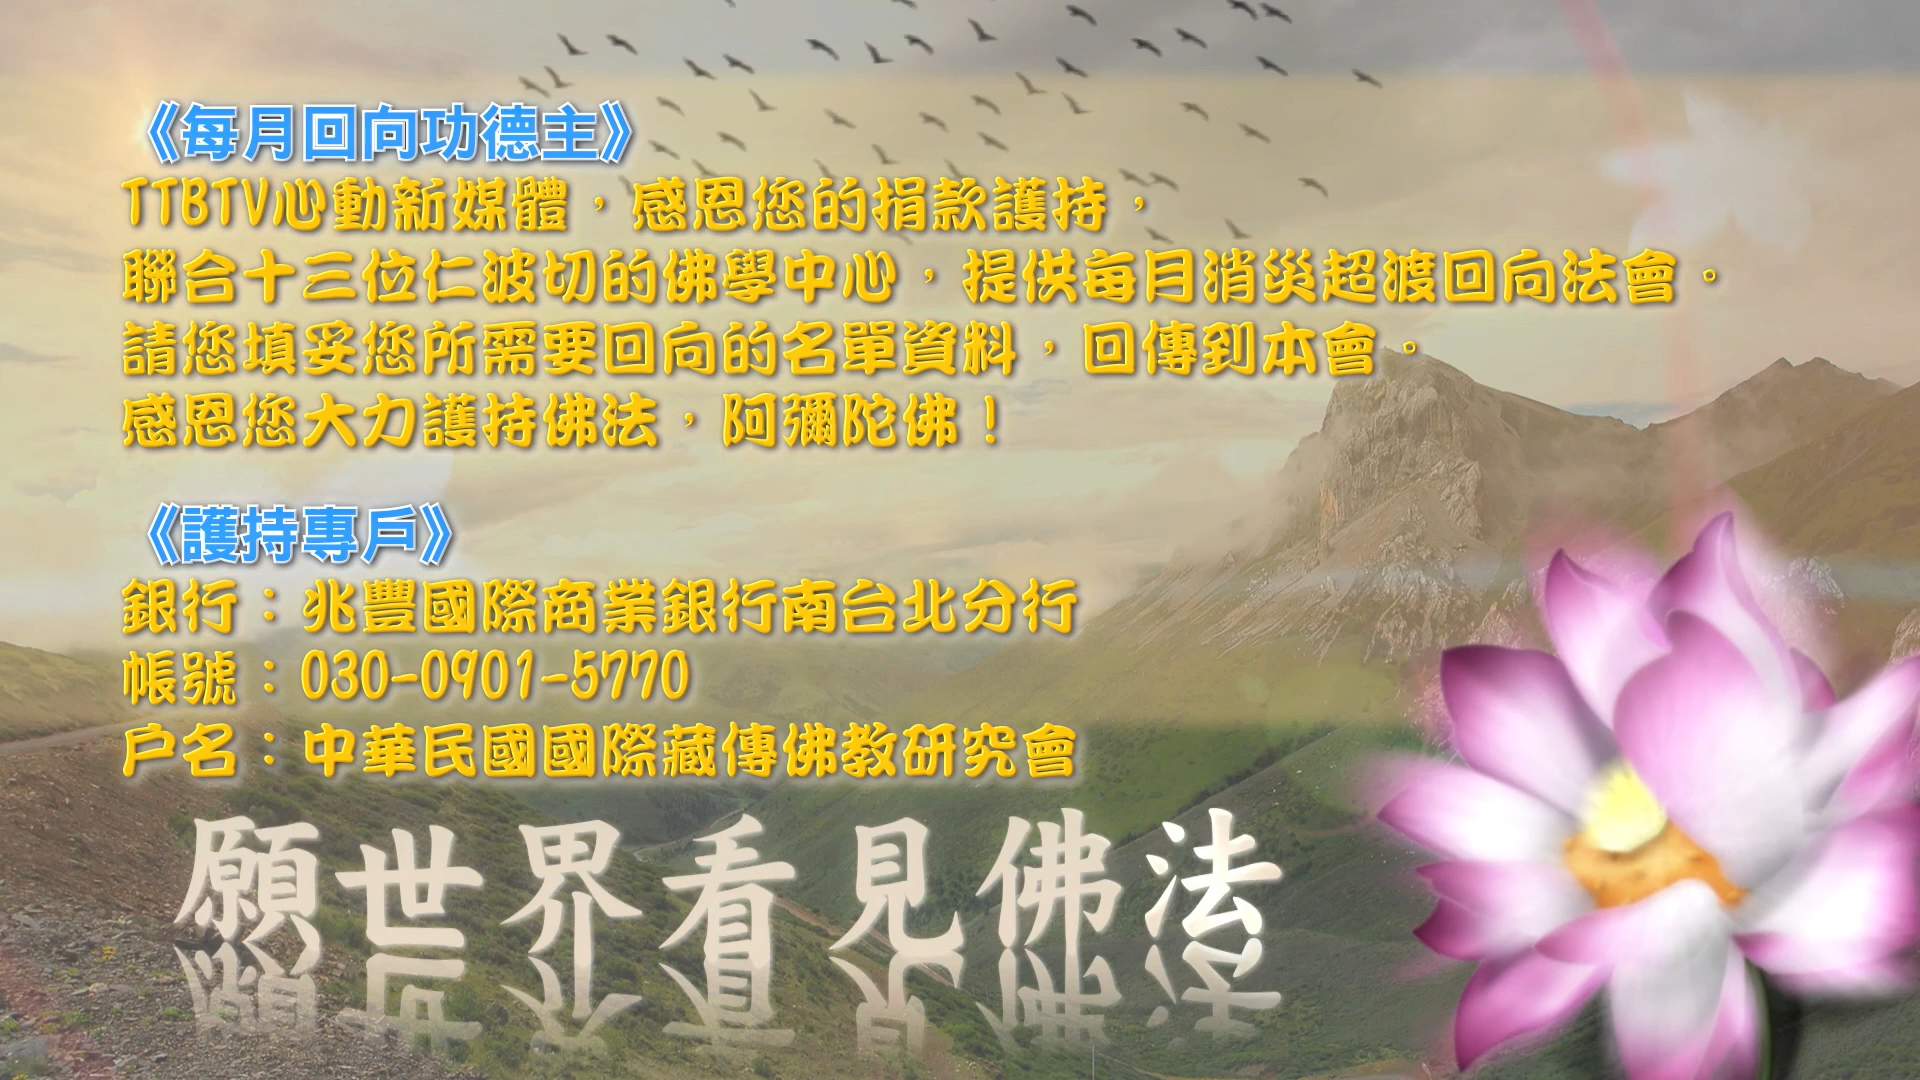 《每月回向功德主》
TTBTV心動新媒體，感恩您的捐款護持，
聯合十三位仁波切的佛學中心，提供每月消災超渡回向法會。
請您填妥您所需要回向的名單資料，回傳到本會。
感恩您大力護持佛法，阿彌陀佛！
《護持專戶》
銀行：兆豐國際商業銀行南台北分行
帳號：030-0901-5770
戶名：中華民國國際藏傳佛教研究會
願世界看見佛法